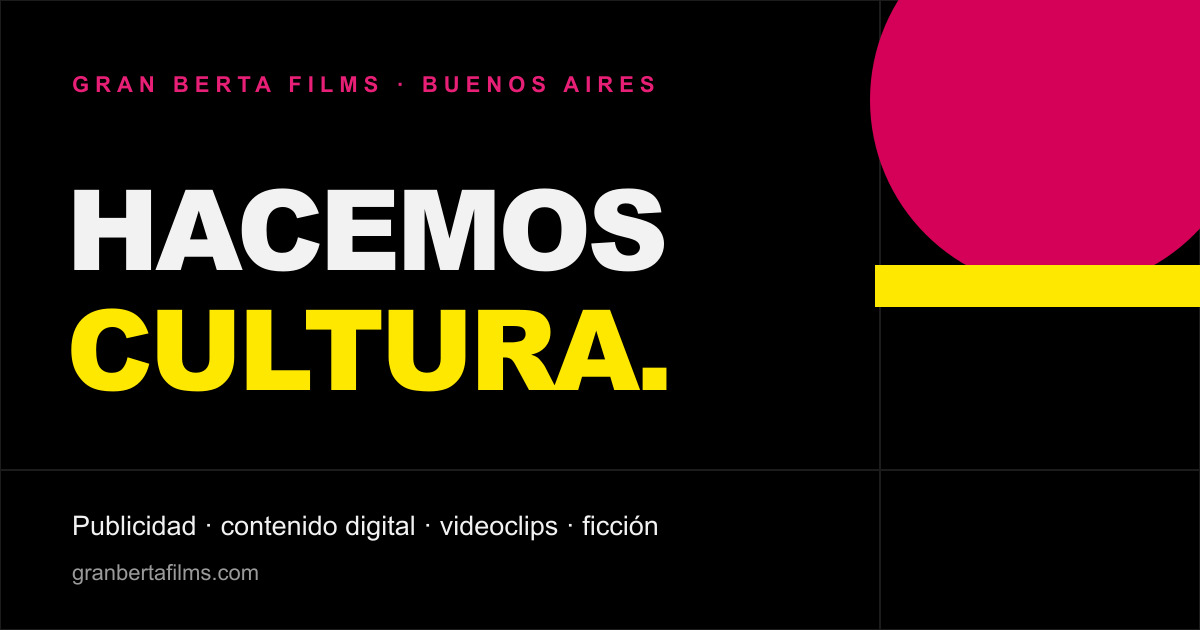 GRAN BERTA FILMS · BUENOS AIRES
HACEMOS
CULTURA.
Publicidad · contenido digital · videoclips · ficción
granbertafilms.com